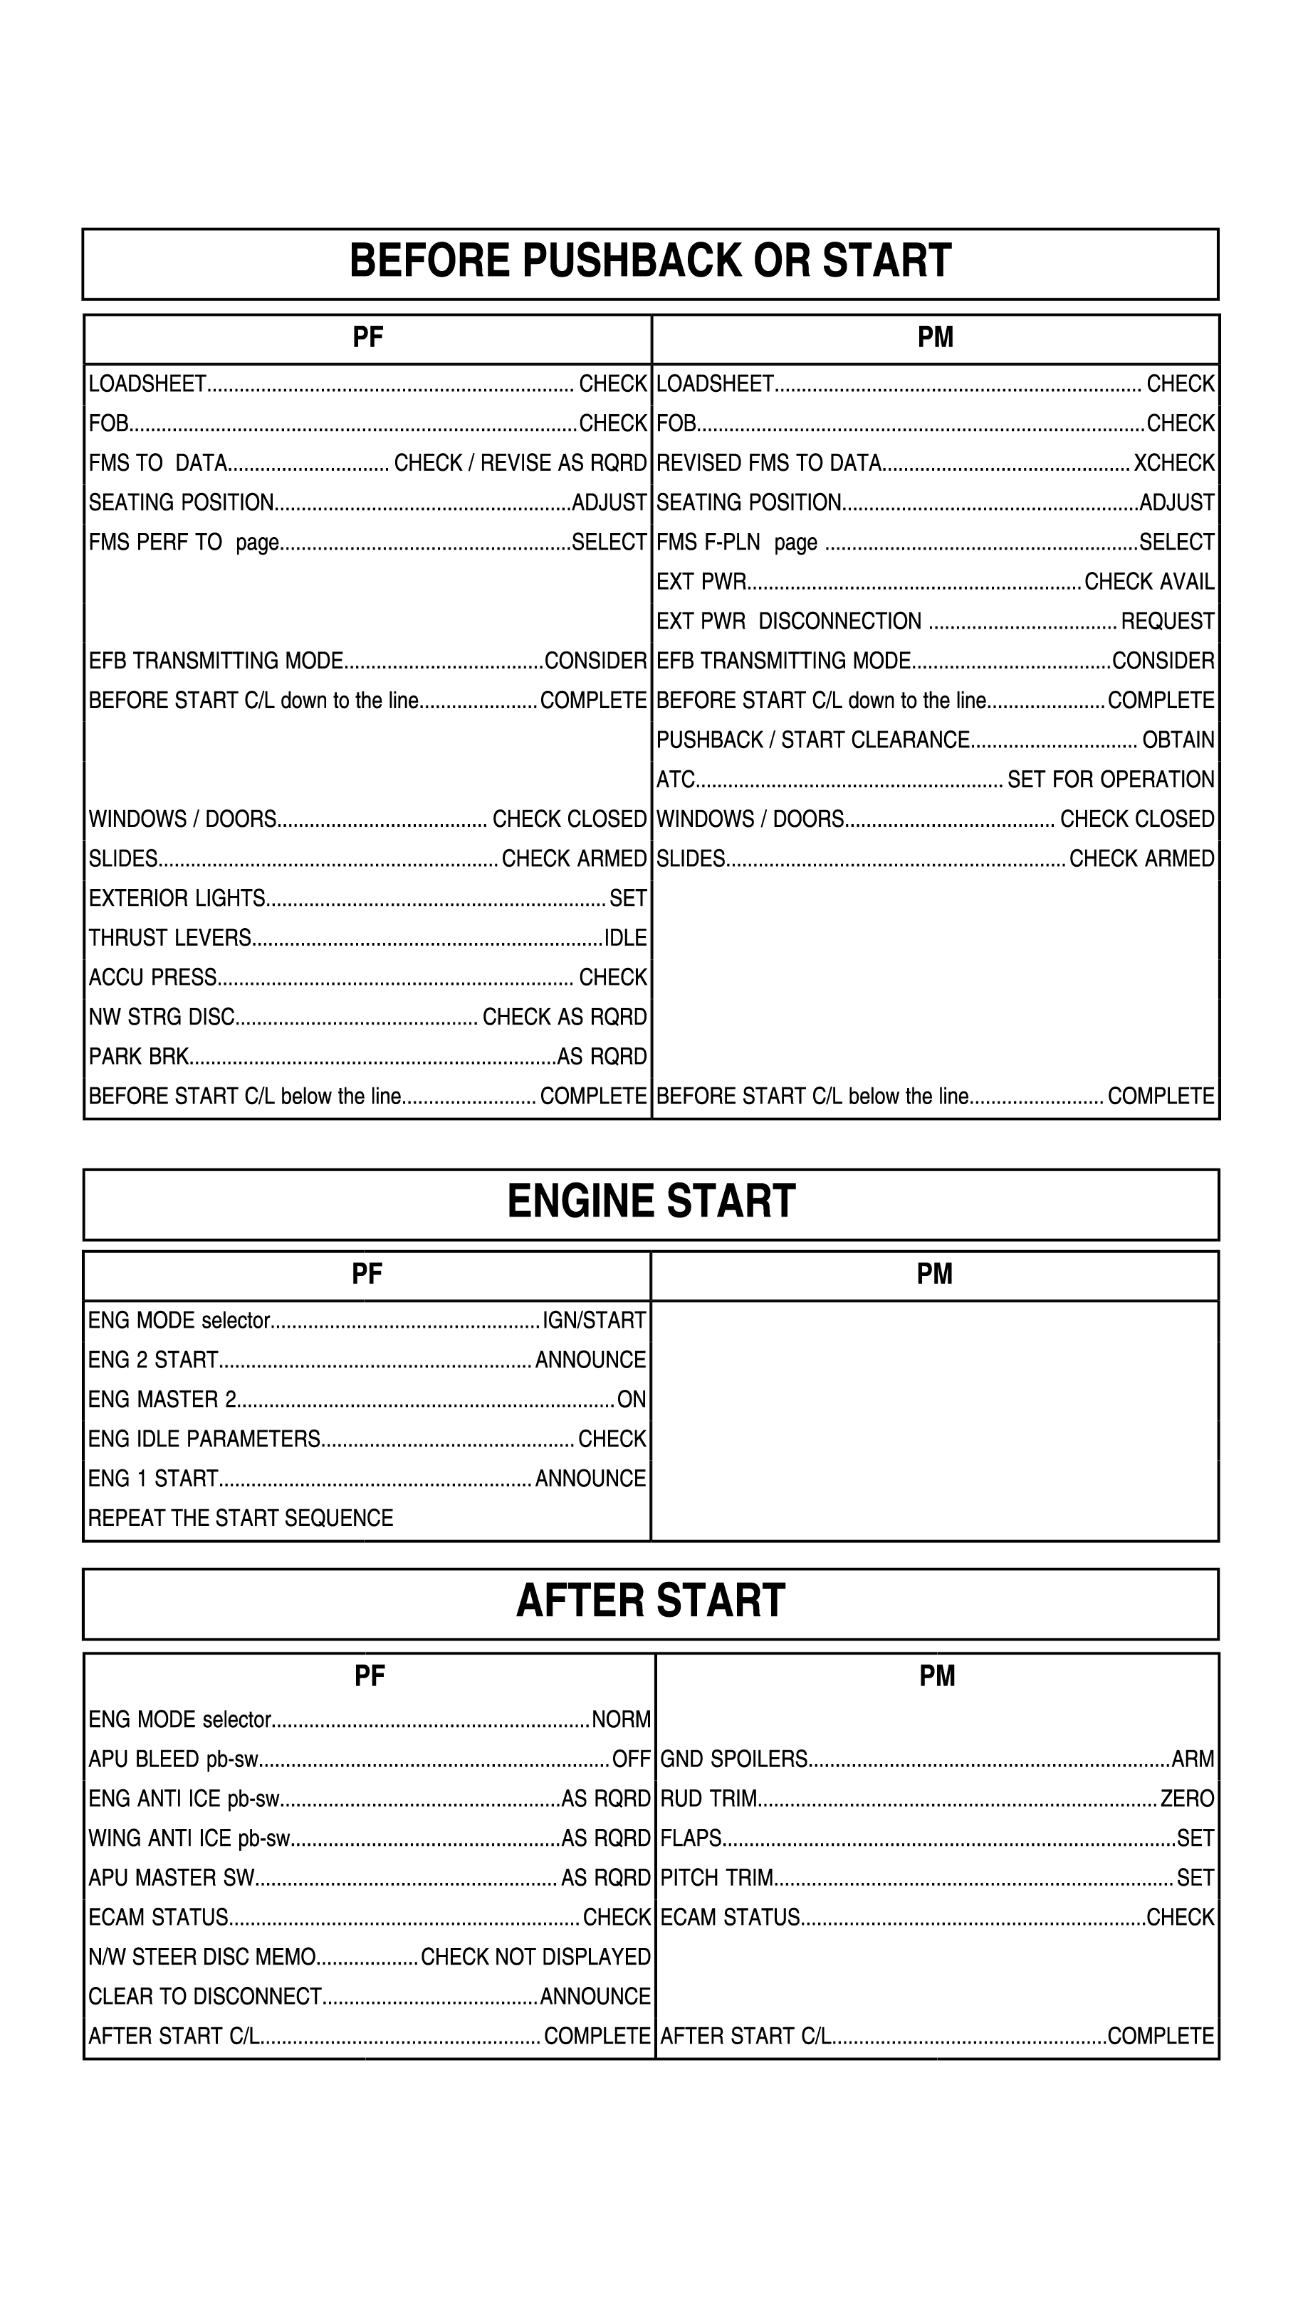 BEFORE PUSHBACK OR START
PF PM
LOADSHEET.................................................................... CHECK LOADSHEET.................................................................... CHECK
FOB...................................................................................CHECK FOB...................................................................................CHECK
FMS TO DATA.............................. CHECK / REVISE AS RQRD REVISED FMS TO DATA.............................................. XCHECK
SEATING POSITION.......................................................ADJUST SEATING POSITION.......................................................ADJUST
FMS PERF TO page......................................................SELECT FMS F-PLN page ..........................................................SELECT
EXT PWR..............................................................CHECK AVAIL
EXT PWR DISCONNECTION ................................... REQUEST
EFB TRANSMITTING MODE.....................................CONSIDER EFB TRANSMITTING MODE.....................................CONSIDER
BEFORE START C/L down to the line...................... COMPLETE BEFORE START C/L down to the line...................... COMPLETE
PUSHBACK / START CLEARANCE............................... OBTAIN
ATC......................................................... SET FOR OPERATION
WINDOWS / DOORS....................................... CHECK CLOSED WINDOWS / DOORS....................................... CHECK CLOSED
SLIDES............................................................... CHECK ARMED SLIDES............................................................... CHECK ARMED
EXTERIOR LIGHTS............................................................... SET
THRUST LEVERS.................................................................IDLE
ACCU PRESS.................................................................. CHECK
NW STRG DISC............................................. CHECK AS RQRD
PARK BRK....................................................................AS RQRD
BEFORE START C/L below the line......................... COMPLETE BEFORE START C/L below the line......................... COMPLETE
ENGINE START
PF PM
ENG MODE selector.................................................. IGN/START
ENG 2 START.......................................................... ANNOUNCE
ENG MASTER 2...................................................................... ON
ENG IDLE PARAMETERS............................................... CHECK
ENG 1 START.......................................................... ANNOUNCE
REPEAT THE START SEQUENCE
AFTER START
PF PM
ENG MODE selector...........................................................NORM
APU BLEED pb-sw................................................................. OFF GND SPOILERS...................................................................ARM
ENG ANTI ICE pb-sw....................................................AS RQRD RUD TRIM.......................................................................... ZERO
WING ANTI ICE pb-sw..................................................AS RQRD FLAPS....................................................................................SET
APU MASTER SW........................................................ AS RQRD PITCH TRIM.......................................................................... SET
ECAM STATUS................................................................. CHECK ECAM STATUS................................................................CHECK
N/W STEER DISC MEMO...................CHECK NOT DISPLAYED
CLEAR TO DISCONNECT........................................ANNOUNCE
AFTER START C/L.................................................... COMPLETE AFTER START C/L...................................................COMPLETE